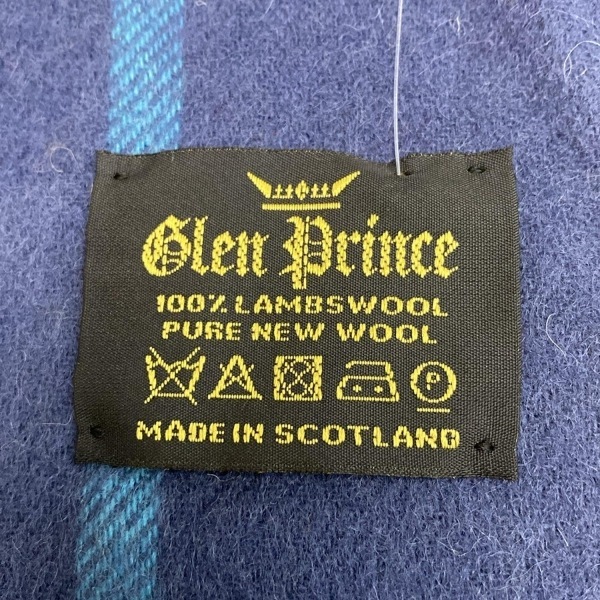 Glen Prince
100% LAMBSWOOL
PURE NEW WOOL
P
MADE IN SCOTLAND